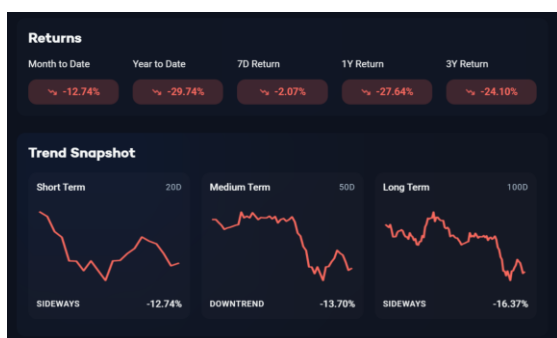 Returns
Month to Date Year to Date 7D Return 1Y Return 3Y Return
-12.74% -29.74% -2.07% -27.64% -24.10%
Trend Snapshot
Short Term 20D Medium Term 50D Long Term 100D
SIDEWAYS -12.74% DOWNTREND -13.70% SIDEWAYS -16.37%